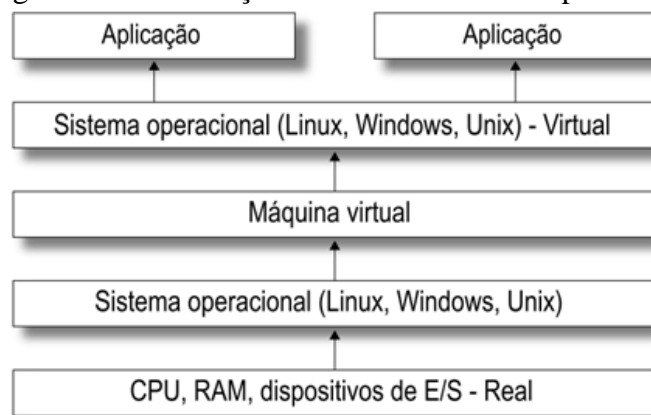 Aplicação
Aplicação
Sistema operacional (Linux, Windows, Unix) - Virtual
Máquina virtual
Sistema operacional (Linux, Windows, Unix)
CPU, RAM, dispositivos de E/S - Real